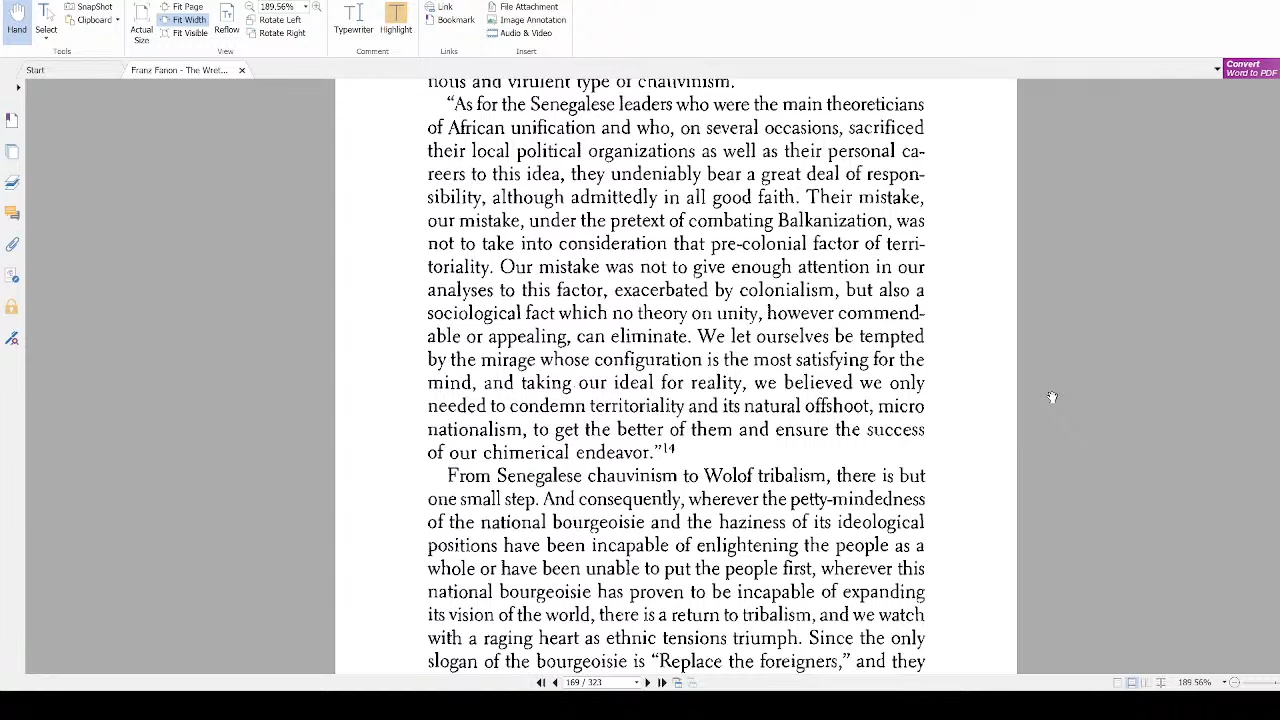 SnapShot
Clipboard
Hand
Select
Tools
Actual
Size
Fit Page
Fit Width
Fit Visible
Reflow
189.56%
Rotate Left
Rotate Right
View
Typewriter
Highlight
Comment
Link
Bookmark
Links
File Attachment
Image Annotation
Audio & Video
Insert
Start
Franz Fanon - The Wret...
Convert
Word to PDF
nous and virulent type of chauvinism.
“As for the Senegalese leaders who were the main theoreticians
of African unification and who, on several occasions, sacrificed
their local political organizations as well as their personal ca-
reers to this idea, they undeniably bear a great deal of respon-
sibility, although admittedly in all good faith. Their mistake,
our mistake, under the pretext of combating Balkanization, was
not to take into consideration that pre-colonial factor of terri-
toriality. Our mistake was not to give enough attention in our
analyses to this factor, exacerbated by colonialism, but also a
sociological fact which no theory on unity, however commend-
able or appealing, can eliminate. We let ourselves be tempted
by the mirage whose configuration is the most satisfying for the
mind, and taking our ideal for reality, we believed we only
needed to condemn territoriality and its natural offshoot, micro
nationalism, to get the better of them and ensure the success
of our chimerical endeavor.”14
From Senegalese chauvinism to Wolof tribalism, there is but
one small step. And consequently, wherever the petty-mindedness
of the national bourgeoisie and the haziness of its ideological
positions have been incapable of enlightening the people as a
whole or have been unable to put the people first, wherever this
national bourgeoisie has proven to be incapable of expanding
its vision of the world, there is a return to tribalism, and we watch
with a raging heart as ethnic tensions triumph. Since the only
slogan of the bourgeoisie is “Replace the foreigners,” and they
169 / 323
189.56%